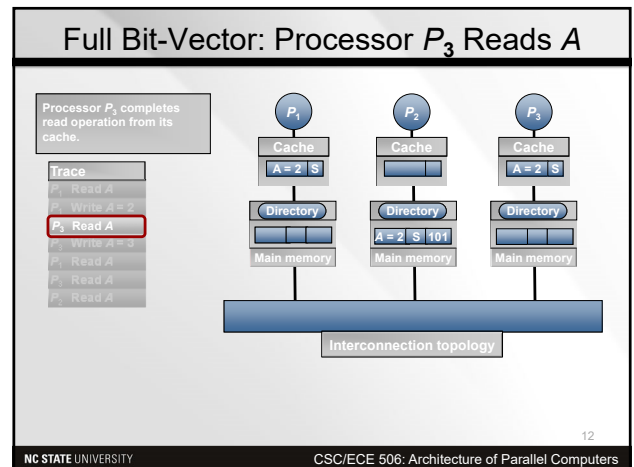 Full Bit-Vector: Processor P₃ Reads A
Processor P₃ completes
read operation from its
cache.
Trace
P₁ Read A
P₁ Write A = 2
P₃ Read A
P₃ Write A = 3
P₁ Read A
Read A
Read A
P₁
P₂
P₃
Cache
Cache
Cache
A = 2 S
A = 2 S
Directory
Directory
Directory
A = 2 S 101
Main memory
Main memory
Main memory
Interconnection topology
12
NC STATE UNIVERSITY
CSC/ECE 506: Architecture of Parallel Computers